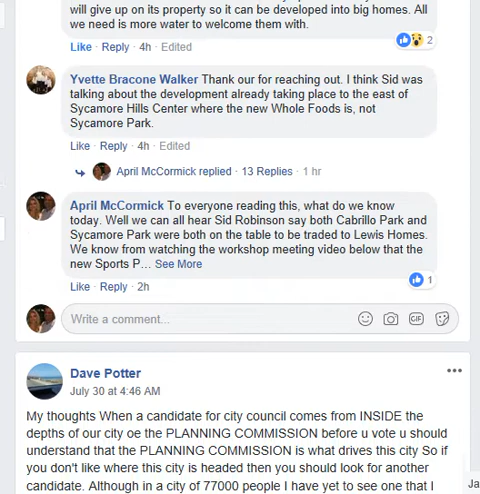 will give up on its property so it can be developed into big homes. All
we need is more water to welcome them with.
Like · Reply · 4h · Edited
2
Yvette Bracone Walker Thank our for reaching out. I think Sid was
talking about the development already taking place to the east of
Sycamore Hills Center where the new Whole Foods is, not
Sycamore Park.
Like · Reply · 4h · Edited
April McCormick replied · 13 Replies · 1 hr
April McCormick To everyone reading this, what do we know
today. Well we can all hear Sid Robinson say both Cabrillo Park and
Sycamore Park were both on the table to be traded to Lewis Homes.
We know from watching the workshop meeting video below that the
new Sports P... See More
1
Like · Reply · 2h
Write a comment...
GIF
Dave Potter
July 30 at 4:46 AM
My thoughts When a candidate for city council comes from INSIDE the
depths of our city oe the PLANNING COMMISSION before u vote u should
understand that the PLANNING COMMISSION is what drives this city So if
you don't like where this city is headed then you should look for another
candidate. Although in a city of 77000 people I have yet to see one that I
Ja